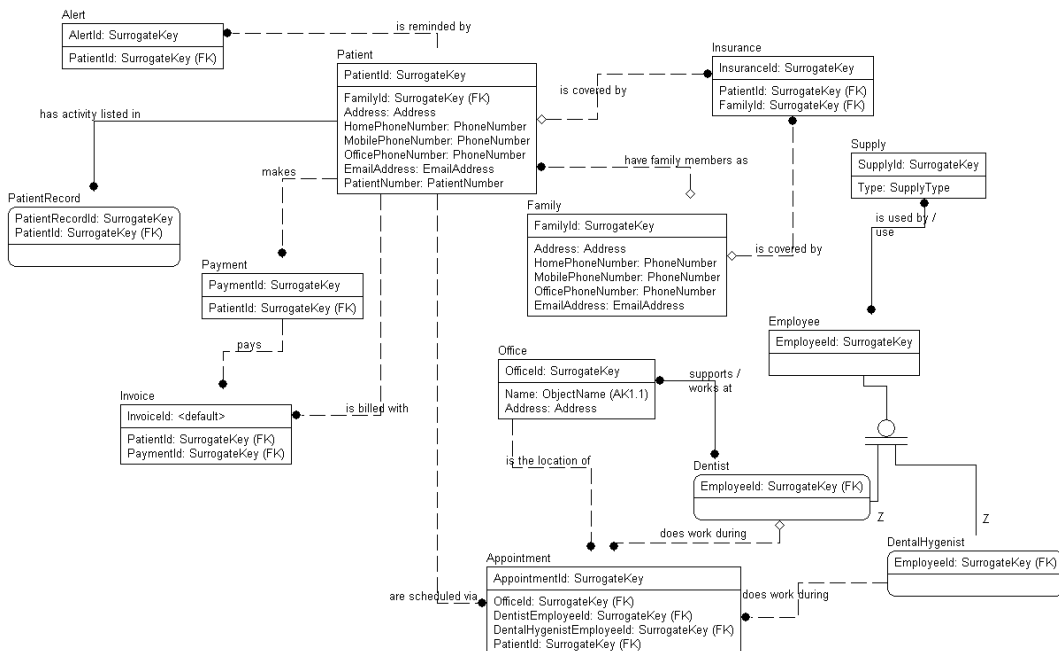 Alert
AlertId: SurrogateKey
PatientId: SurrogateKey (FK)
is reminded by
Patient
PatientId: SurrogateKey
FamilyId: SurrogateKey (FK)
Address: Address
HomePhoneNumber: PhoneNumber
MobilePhoneNumber: PhoneNumber
OfficePhoneNumber: PhoneNumber
EmailAddress: EmailAddress
PatientNumber: PatientNumber
Insurance
InsuranceId: SurrogateKey
PatientId: SurrogateKey (FK)
FamilyId: SurrogateKey (FK)
is covered by
has activity listed in
makes
have family members as
Supply
SupplyId: SurrogateKey
Type: SupplyType
PatientRecord
PatientRecordId: SurrogateKey
PatientId: SurrogateKey (FK)
Family
FamilyId: SurrogateKey
Address: Address
HomePhoneNumber: PhoneNumber
MobilePhoneNumber: PhoneNumber
OfficePhoneNumber: PhoneNumber
EmailAddress: EmailAddress
is covered by
is used by /
use
Payment
PaymentId: SurrogateKey
PatientId: SurrogateKey (FK)
Employee
EmployeeId: SurrogateKey
pays
Office
OfficeId: SurrogateKey
Name: ObjectName (AK1.1)
Address: Address
supports /
works at
Invoice
InvoiceId: <default>
PatientId: SurrogateKey (FK)
PaymentId: SurrogateKey (FK)
is billed with
is the location of
Dentist
EmployeeId: SurrogateKey (FK)
Z
Z
does work during
DentalHygenist
EmployeeId: SurrogateKey (FK)
Appointment
AppointmentId: SurrogateKey
OfficeId: SurrogateKey (FK)
DentistEmployeeId: SurrogateKey (FK)
DentalHygenistEmployeeId: SurrogateKey (FK)
PatientId: SurrogateKey (FK)
are scheduled via
does work during